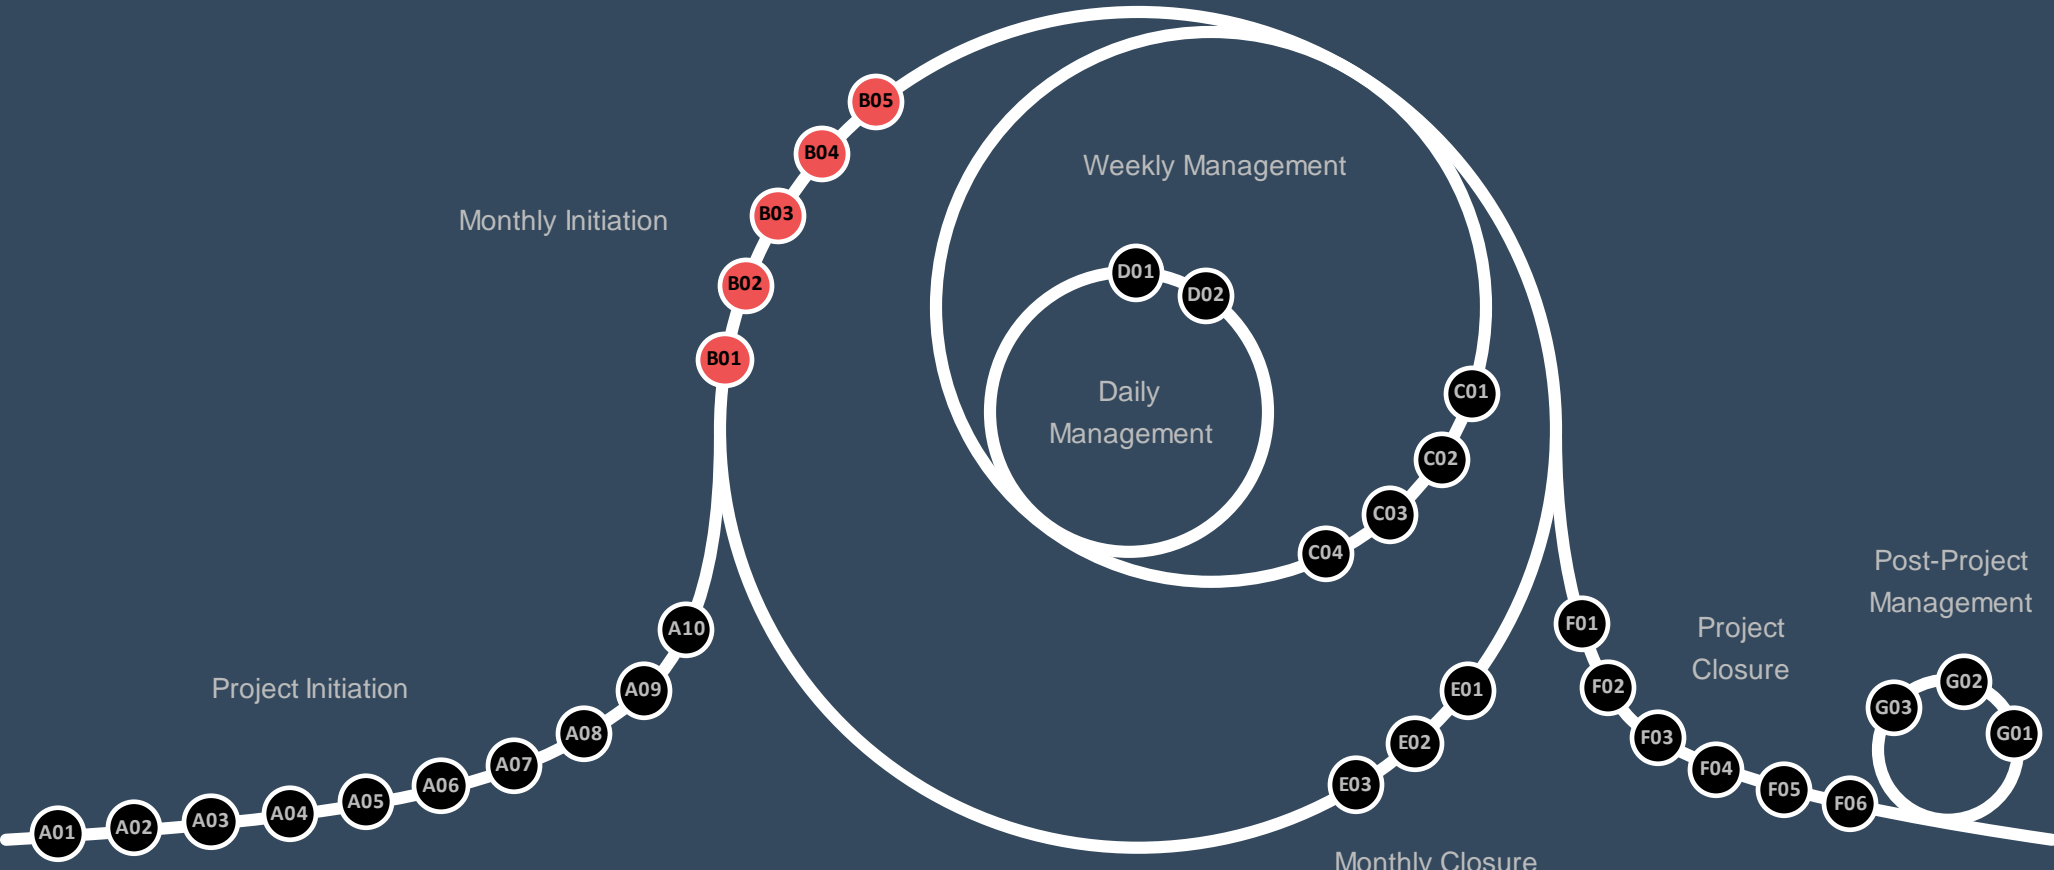 Project Initiation
A01
A02
A03
A04
A05
A06
A07
A08
A09
A10
Monthly Initiation
B01
B02
B03
B04
B05
Weekly Management
C01
C02
C03
C04
Daily
Management
D01
D02
Monthly Closure
E01
E02
E03
Project
Closure
F01
F02
F03
F04
F05
F06
Post-Project
Management
G01
G02
G03